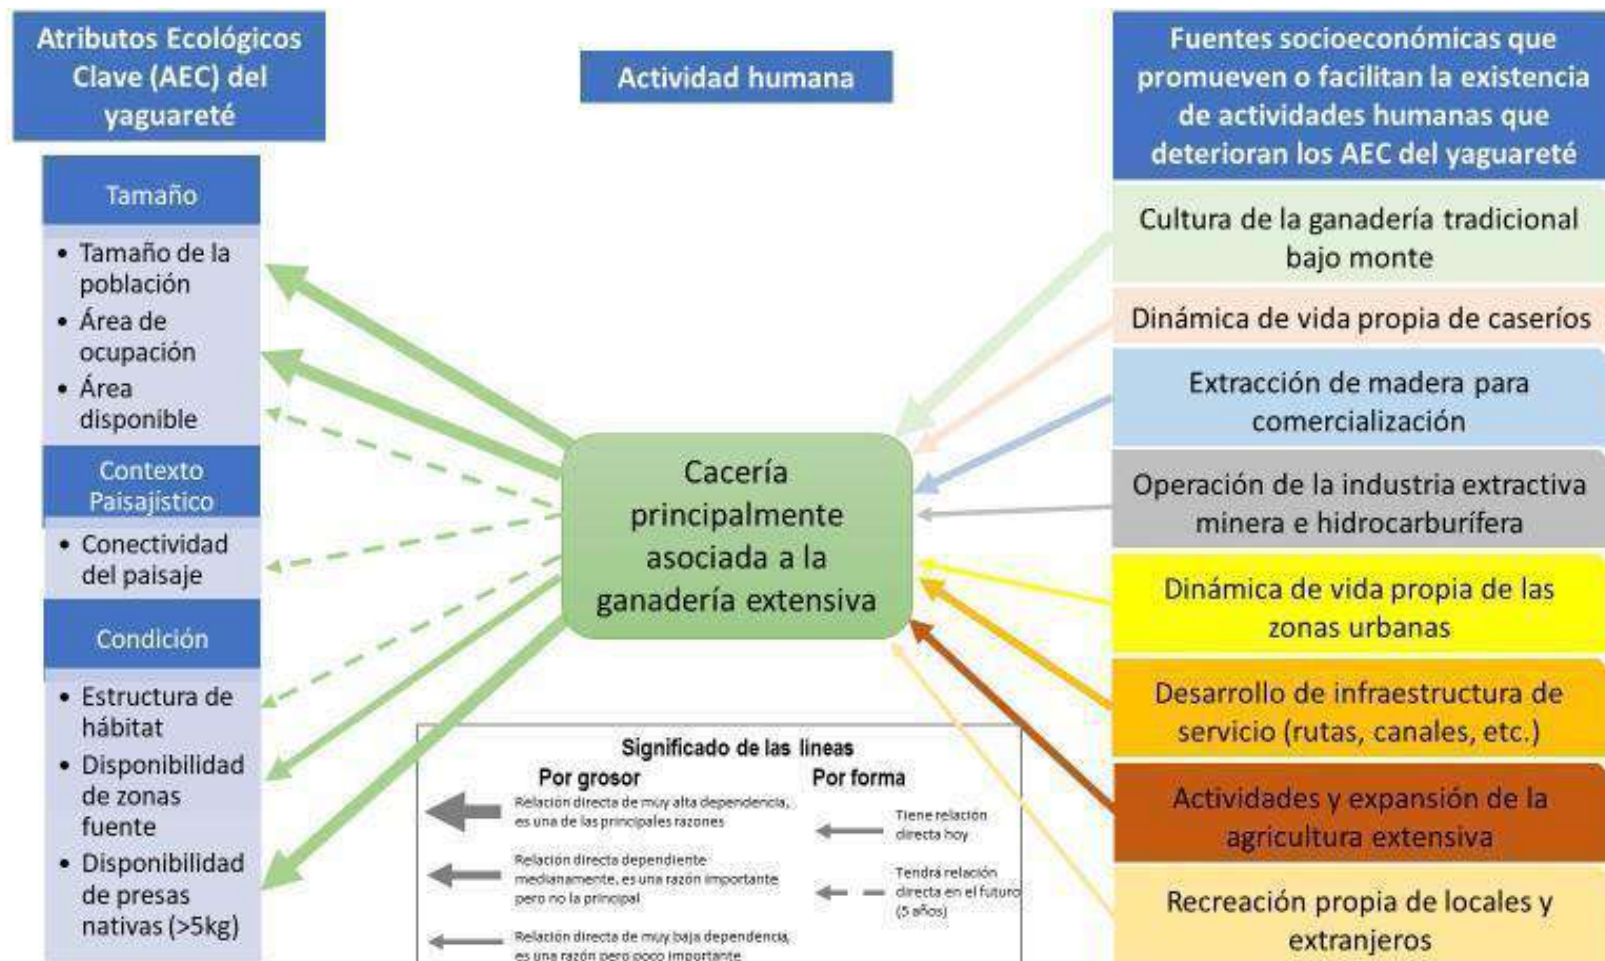 Atributos Ecológicos
Clave (AEC) del
yaguareté
Tamaño
• Tamaño de la
población
• Área de
ocupación
• Área
disponible
Contexto
Paisajístico
• Conectividad
del paisaje
Condición
• Estructura de
hábitat
• Disponibilidad
de zonas
fuente
• Disponibilidad
de presas
nativas (>5kg)
Actividad humana
Cacería
principalmente
asociada a la
ganadería extensiva
Significado de las lineas
Por grosor
Relación directa de muy alta dependencia,
es una de las principales razones
Relación directa dependiente
medianamente, es una razón importante
pero no la principal
Relación directa de muy baja dependencia,
es una razón pero poco importante
Por forma
Tiene relación
directa hoy
Tendrá relación
directa en el futuro
(5 años)
Fuentes socioeconómicas que
promueven o facilitan la existencia
de actividades humanas que
deterioran los AEC del yaguareté
Cultura de la ganadería tradicional
bajo monte
Dinámica de vida propia de caseríos
Extracción de madera para
comercialización
Operación de la industria extractiva
minera e hidrocarburífera
Dinámica de vida propia de las
zonas urbanas
Desarrollo de infraestructura de
servicio (rutas, canales, etc.)
Actividades y expansión de la
agricultura extensiva
Recreación propia de locales y
extranjeros